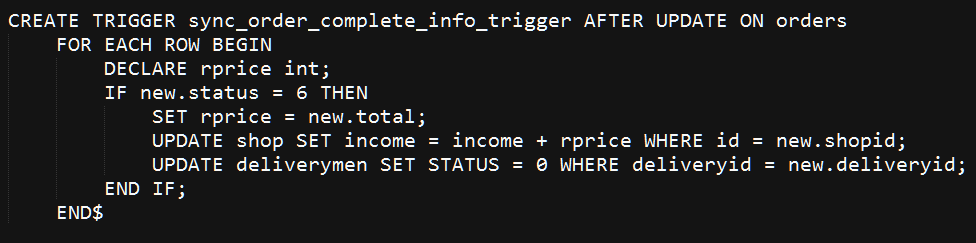 CREATE TRIGGER sync_order_complete_info_trigger AFTER UPDATE ON orders
    FOR EACH ROW BEGIN
        DECLARE rprice int;
        IF new.status = 6 THEN
            SET rprice = new.total;
            UPDATE shop SET income = income + rprice WHERE id = new.shopid;
            UPDATE deliverymen SET STATUS = 0 WHERE deliveryid = new.deliveryid;
        END IF;
    END$